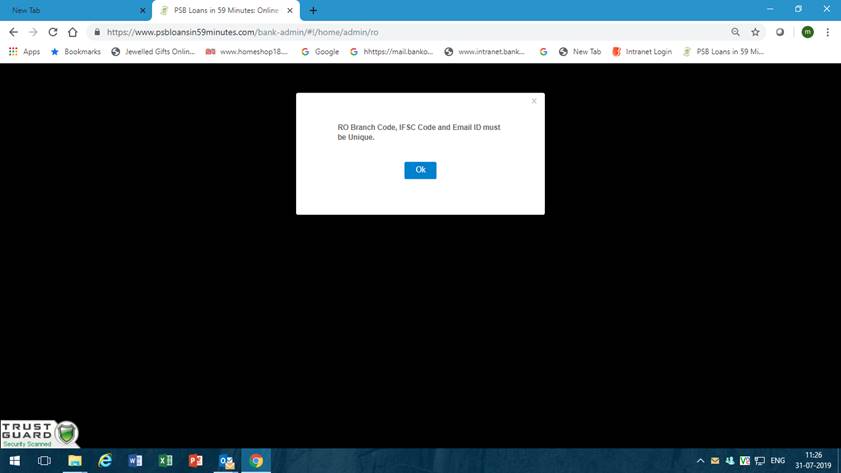 New Tab
PSB Loans in 59 Minutes: Online
https://www.psbloansin59minutes.com/bank-admin/#!/home/admin/ro
m
Apps
Bookmarks
Jewelled Gifts Onlin...
www.homeshop18....
Google
hhttps://mail.banko...
www.intranet.bank...
New Tab
Intranet Login
PSB Loans in 59 Mi...
x
RO Branch Code, IFSC Code and Email ID must
be Unique.
Ok
TRUST
GUARD
Security Scanned
ENG
11:26
31-07-2019